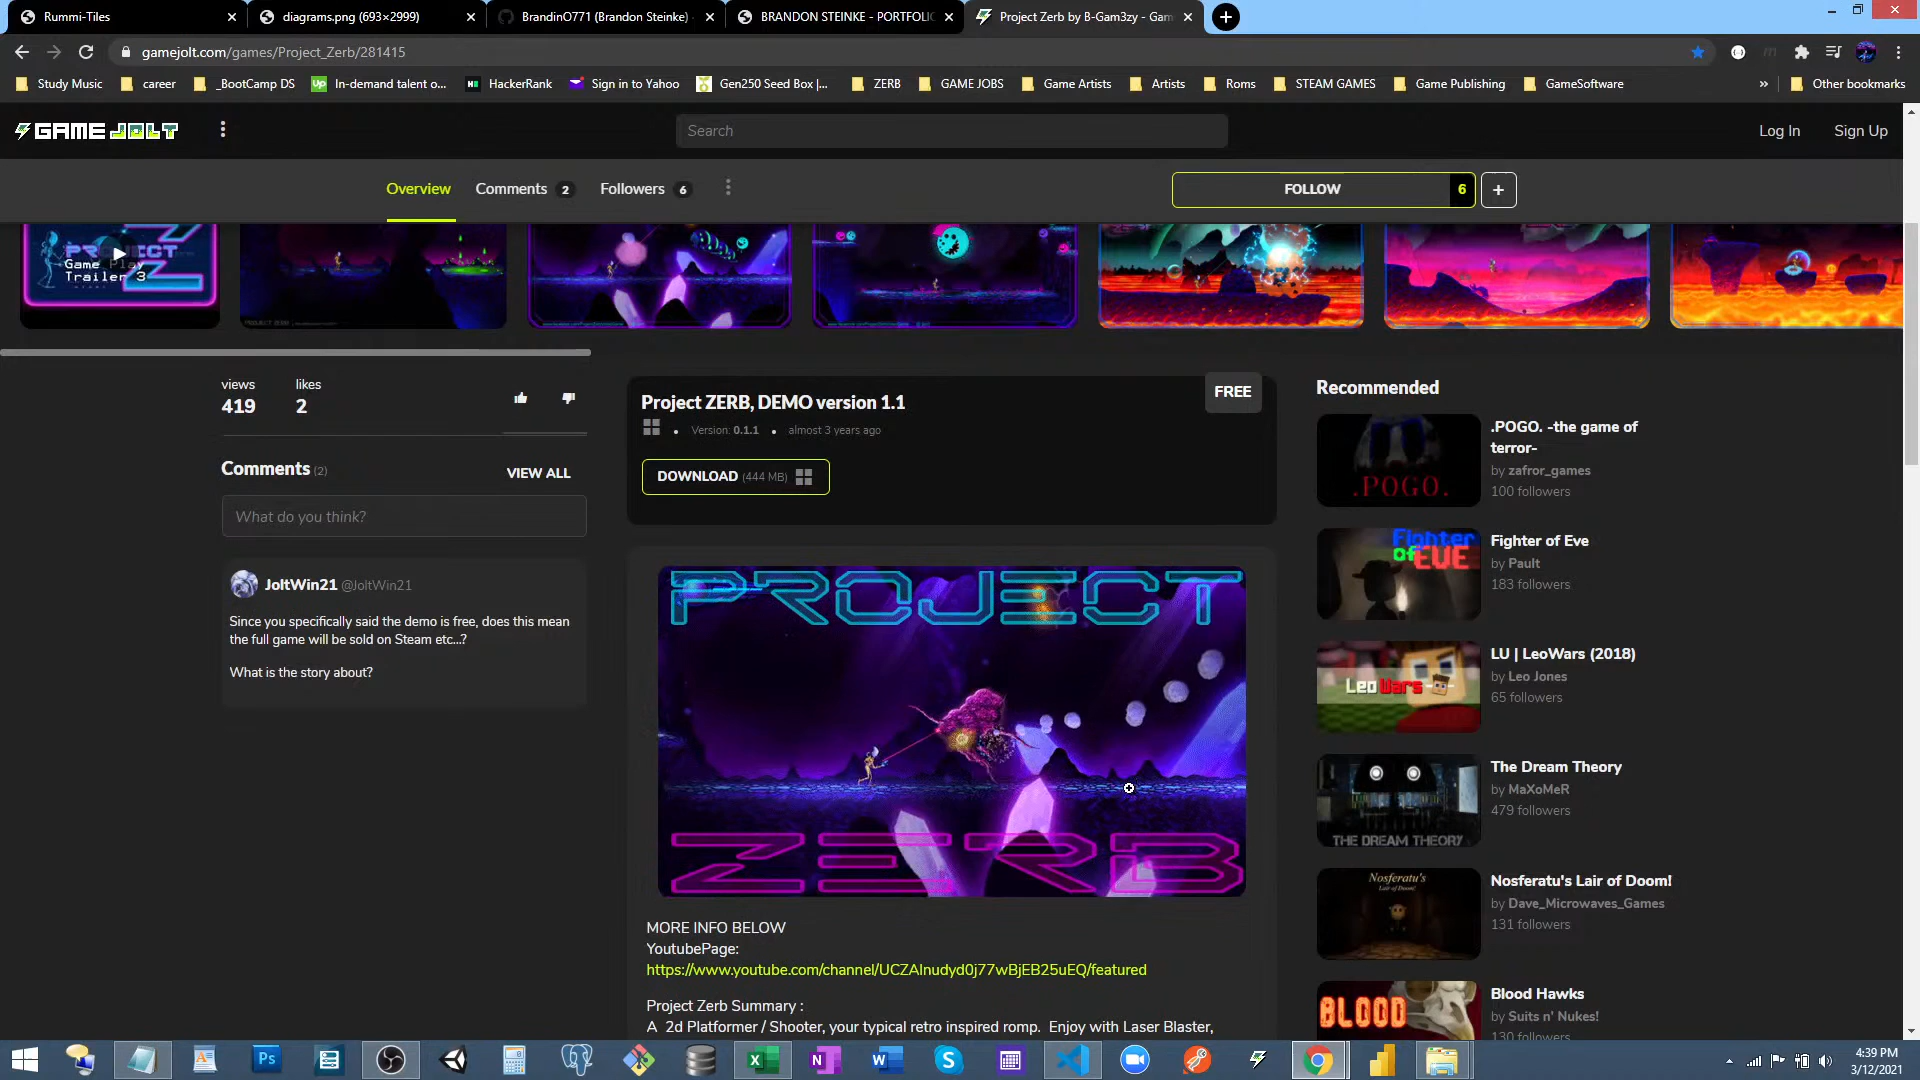 Rummi-Tiles
diagrams.png (693×2999)
BrandinO771 (Brandon Steinke)
BRANDON STEINKE - PORTFOLIO
Project Zerb by B-Gam3zy - Gam
gamejolt.com/games/Project_Zerb/281415
Study Music
career
_BootCamp DS
In-demand talent o...
HackerRank
Sign in to Yahoo
Gen250 Seed Box |...
ZERB
GAME JOBS
Game Artists
Artists
Roms
STEAM GAMES
Game Publishing
GameSoftware
»
Other bookmarks
GAME JOLT
Search
Log In
Sign Up
Overview
Comments 2
Followers 6
FOLLOW 6
PROJECT
Z
Game Play
Trailer 3
views
419
likes
2
Comments (2)
VIEW ALL
What do you think?
JoltWin21 @JoltWin21
Since you specifically said the demo is free, does this mean
the full game will be sold on Steam etc...?
What is the story about?
Project ZERB, DEMO version 1.1
FREE
Version: 0.1.1 • almost 3 years ago
DOWNLOAD (444 MB)
PROJECT
ZERB
MORE INFO BELOW
YoutubePage:
https://www.youtube.com/channel/UCZAlnudyd0j77wBjEB25uEQ/featured
Project Zerb Summary :
A 2d Platformer / Shooter, your typical retro inspired romp. Enjoy with Laser Blaster,
Recommended
.POGO.
.POGO. -the game of
terror-
by zafror_games
100 followers
Fighter
of EVE
Fighter of Eve
by Pault
183 followers
Leo Wars
LU | LeoWars (2018)
by Leo Jones
65 followers
THE DREAM THEORY
The Dream Theory
by MaXoMeR
479 followers
Nosferatu's
Lair of Doom!
Nosferatu's Lair of Doom!
by Dave_Microwaves_Games
131 followers
BLOOD
Blood Hawks
by Suits n' Nukes!
130 followers
Ps
4:39 PM
3/12/2021